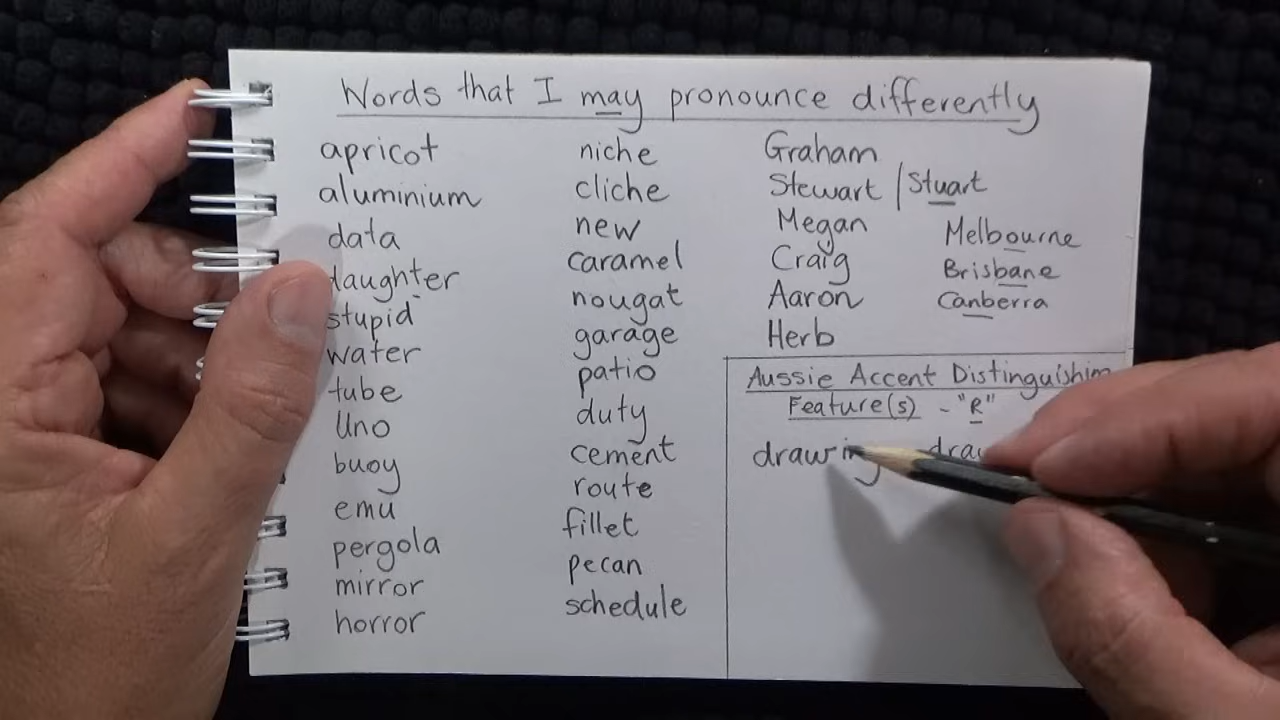 Words that I may pronounce differently
apricot
aluminium
data
daughter
stupid
water
tube
Uno
buoy
emu
pergola
mirror
horror
niche
cliche
new
caramel
nougat
garage
patio
duty
cement
route
fillet
pecan
schedule
Graham
Stewart / Stuart
Megan
Craig
Aaron
Herb
Melbourne
Brisbane
Canberra
Aussie Accent Distinguishing
Feature(s) - "R"
drawing